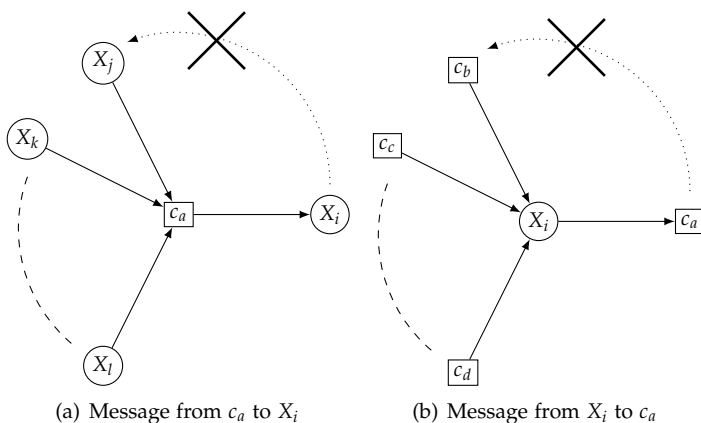 X_j
c_b
X_k
c_c
c_a
X_i
X_i
c_a
X_l
c_d
(a) Message from c_a to X_i
(b) Message from X_i to c_a